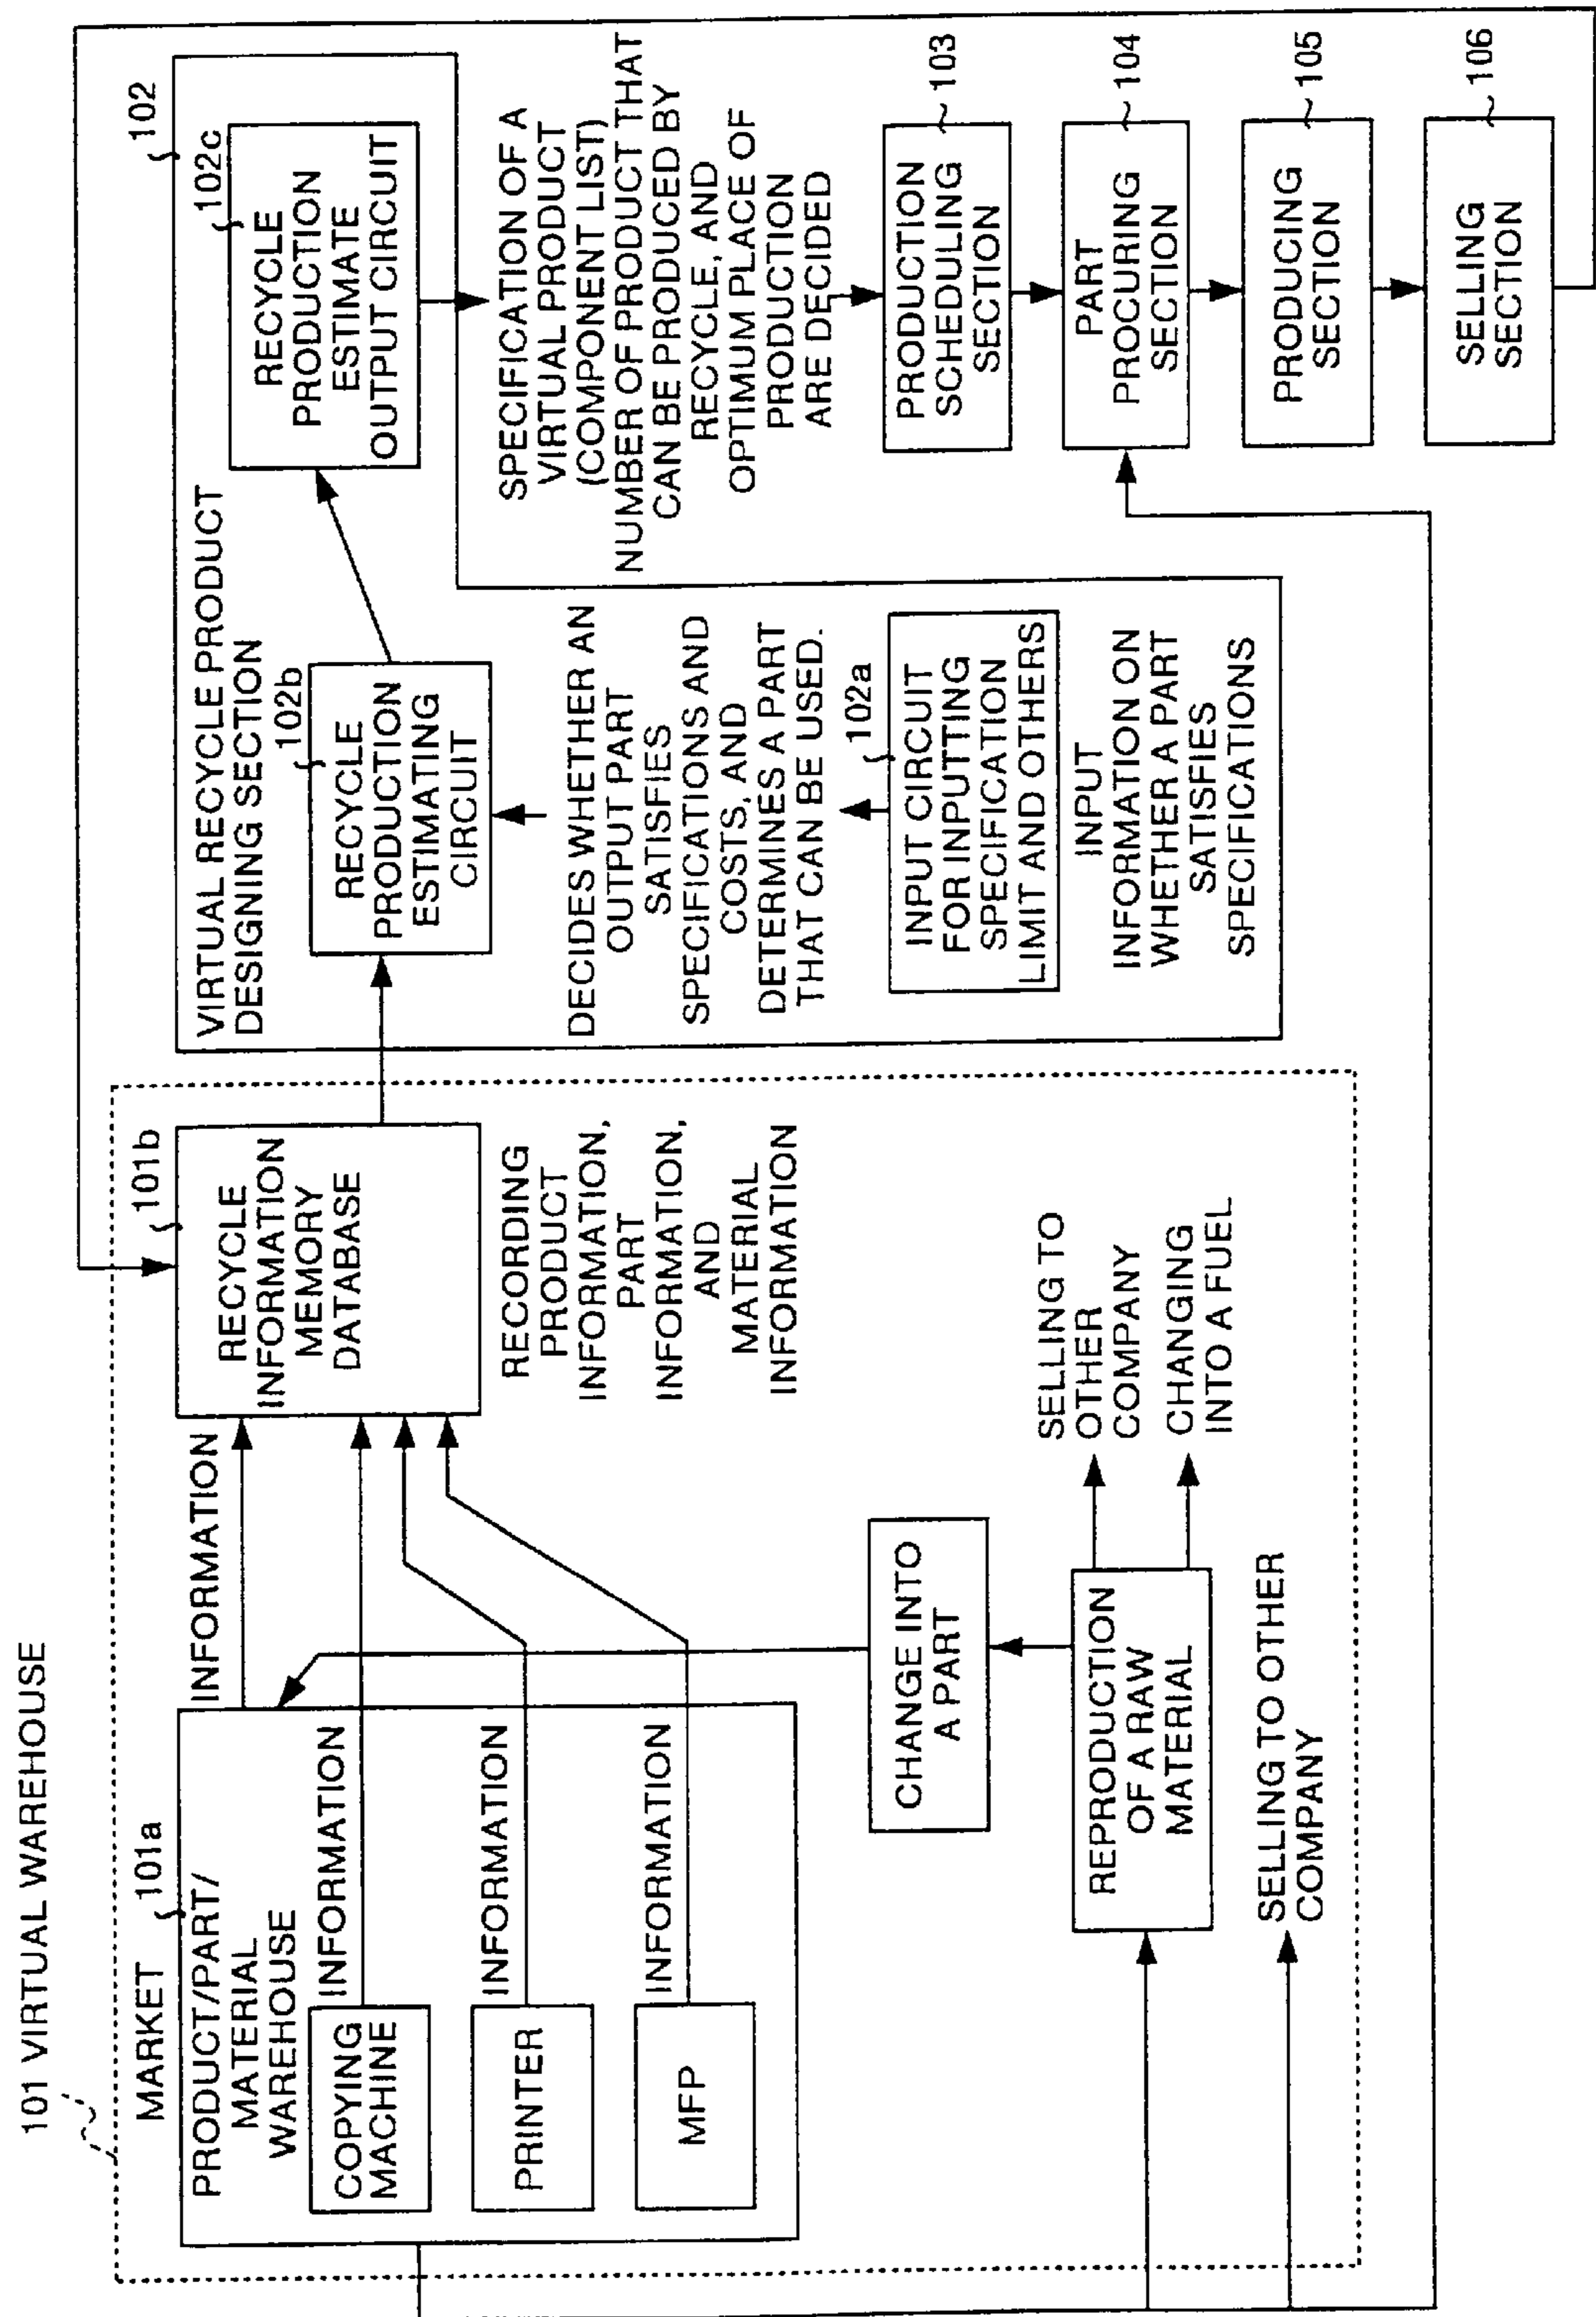 101 VIRTUAL WAREHOUSE
MARKET
101a
PRODUCT/PART/
MATERIAL
WAREHOUSE
COPYING
MACHINE
PRINTER
MFP
INFORMATION
INFORMATION
INFORMATION
INFORMATION
CHANGE INTO
A PART
REPRODUCTION
OF A RAW
MATERIAL
SELLING TO OTHER
COMPANY
SELLING TO
OTHER
COMPANY
CHANGING
INTO A FUEL
101b
RECYCLE
INFORMATION
MEMORY
DATABASE
RECORDING
PRODUCT
INFORMATION,
PART
INFORMATION,
AND
MATERIAL
INFORMATION
102
VIRTUAL RECYCLE PRODUCT
DESIGNING SECTION
102b
RECYCLE
PRODUCTION
ESTIMATING
CIRCUIT
DECIDES WHETHER AN
OUTPUT PART
SATISFIES
SPECIFICATIONS AND
COSTS, AND
DETERMINES A PART
THAT CAN BE USED.
102a
INPUT CIRCUIT
FOR INPUTTING
SPECIFICATION
LIMIT AND OTHERS
INPUT
INFORMATION ON
WHETHER A PART
SATISFIES
SPECIFICATIONS
102c
RECYCLE
PRODUCTION
ESTIMATE
OUTPUT CIRCUIT
SPECIFICATION OF A
VIRTUAL PRODUCT
(COMPONENT LIST)
NUMBER OF PRODUCT THAT
CAN BE PRODUCED BY
RECYCLE, AND
OPTIMUM PLACE OF
PRODUCTION
ARE DECIDED
PRODUCTION
SCHEDULING
SECTION
103
PART
PROCURING
SECTION
104
PRODUCING
SECTION
105
SELLING
SECTION
106